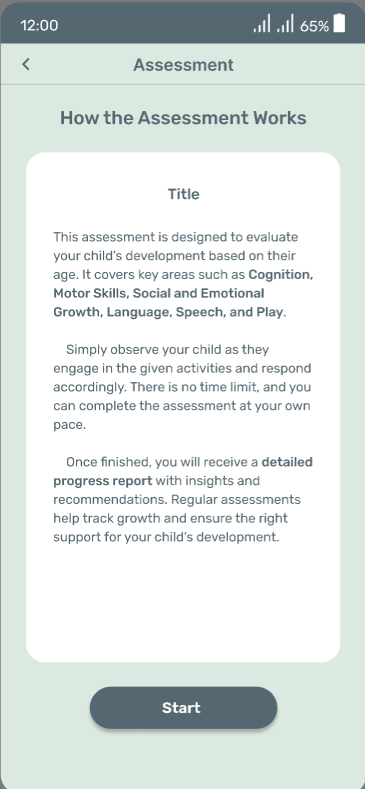 12:00
65%
Assessment
How the Assessment Works
Title
This assessment is designed to evaluate
your child's development based on their
age. It covers key areas such as Cognition,
Motor Skills, Social and Emotional
Growth, Language, Speech, and Play.
Simply observe your child as they
engage in the given activities and respond
accordingly. There is no time limit, and you
can complete the assessment at your own
pace.
Once finished, you will receive a detailed
progress report with insights and
recommendations. Regular assessments
help track growth and ensure the right
support for your child's development.
Start